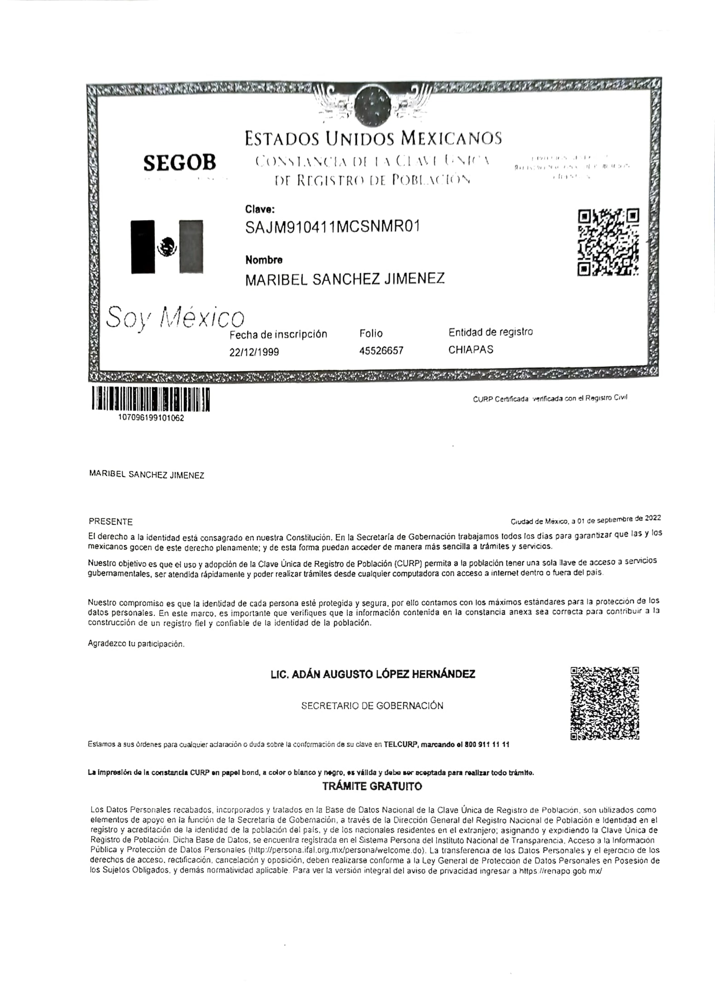 ESTADOS UNIDOS MEXICANOS
SEGOB
CONSTANCIA DE LA CLAVE ÚNICA
DE REGISTRO DE POBLACIÓN
Clave:
SAJM910411MCSNMR01
Nombre
MARIBEL SANCHEZ JIMENEZ
Soy México
Fecha de inscripción Folio Entidad de registro
22/12/1999 45526657 CHIAPAS
107096199101062
CURP Certificada verificada con el Registro Civil
MARIBEL SANCHEZ JIMENEZ
PRESENTE
Ciudad de México, a 01 de septiembre de 2022
El derecho a la identidad está consagrado en nuestra Constitución. En la Secretaría de Gobernación trabajamos todos los días para garantizar que las y los
mexicanos gocen de este derecho plenamente; y de esta forma puedan acceder de manera más sencilla a trámites y servicios.
Nuestro objetivo es que el uso y adopción de la Clave Única de Registro de Población (CURP) permita a la población tener una sola llave de acceso a servicios
gubernamentales, ser atendida rápidamente y poder realizar trámites desde cualquier computadora con acceso a internet dentro o fuera del país.
Nuestro compromiso es que la identidad de cada persona esté protegida y segura, por ello contamos con los máximos estándares para la protección de los
datos personales. En este marco, es importante que verifiques que la información contenida en la constancia anexa sea correcta para contribuir a la
construcción de un registro fiel y confiable de la identidad de la población.
Agradezco tu participación.
LIC. ADÁN AUGUSTO LÓPEZ HERNÁNDEZ
SECRETARIO DE GOBERNACIÓN
Estamos a sus órdenes para cualquier aclaración o duda sobre la conformación de su clave en TELCURP, marcando el 800 911 11 11
La impresión de la constancia CURP en papel bond, a color o blanco y negro, es válida y debe ser aceptada para realizar todo trámite.
TRÁMITE GRATUITO
Los Datos Personales recabados, incorporados y tratados en la Base de Datos Nacional de la Clave Única de Registro de Población, son utilizados como
elementos de apoyo en la función de la Secretaría de Gobernación, a través de la Dirección General del Registro Nacional de Población e Identidad en el
registro y acreditación de la identidad de la población del país, y de los nacionales residentes en el extranjero; asignando y expidiendo la Clave Única de
Registro de Población. Dicha Base de Datos, se encuentra registrada en el Sistema Persona del Instituto Nacional de Transparencia, Acceso a la Información
Pública y Protección de Datos Personales (http://persona.ifai.org.mx/persona/welcome.do). La transferencia de los Datos Personales y el ejercicio de los
derechos de acceso, rectificación, cancelación y oposición, deben realizarse conforme a la Ley General de Protección de Datos Personales en Posesión de
los Sujetos Obligados, y demás normatividad aplicable. Para ver la versión integral del aviso de privacidad ingresar a https://renapo.gob.mx/